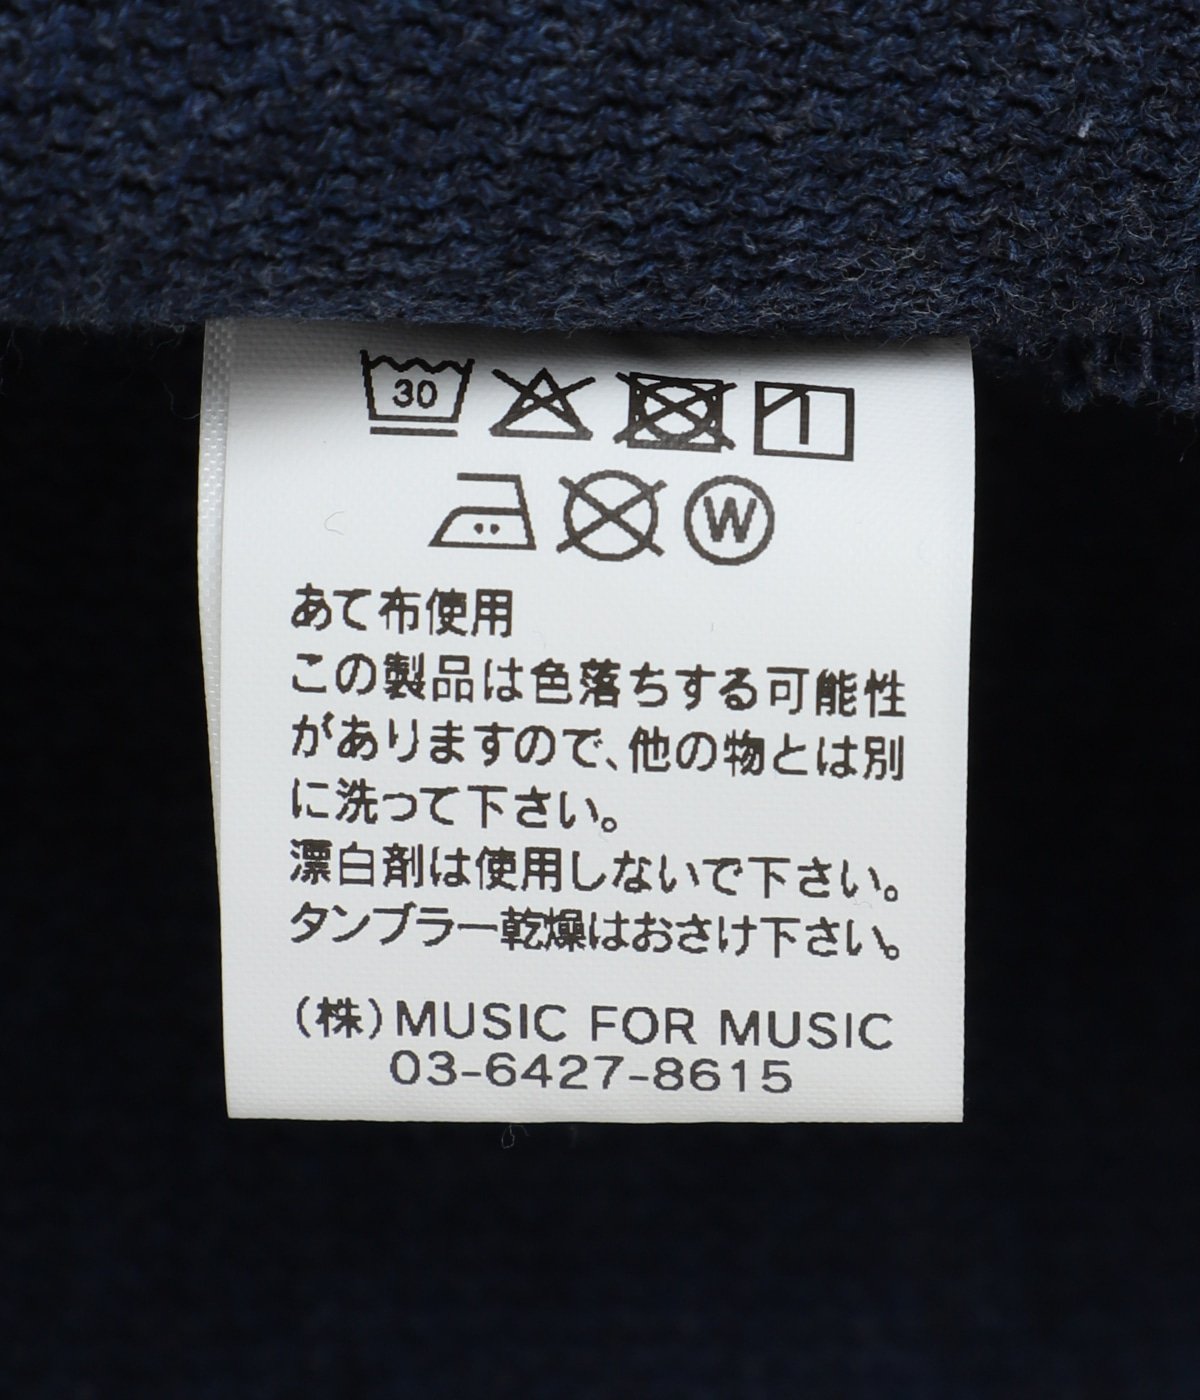 30
W
あて布使用
この製品は色落ちする可能性
がありますので、他の物とは別
に洗って下さい。
漂白剤は使用しないで下さい。
タンブラー乾燥はおさけ下さい。
(株)MUSIC FOR MUSIC
03-6427-8615